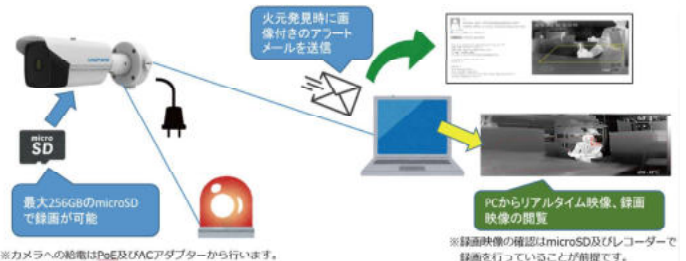 火元発見時に画
像付きのアラート
メールを送信
micro
SD
最大256GBのmicroSD
で録画が可能
PCからリアルタイム映像、録画
映像の閲覧
※カメラへの給電はPoE及びACアダプターから行います。
※録画映像の確認はmicroSD及びレコーダーで
録画を行っていることが前提です。